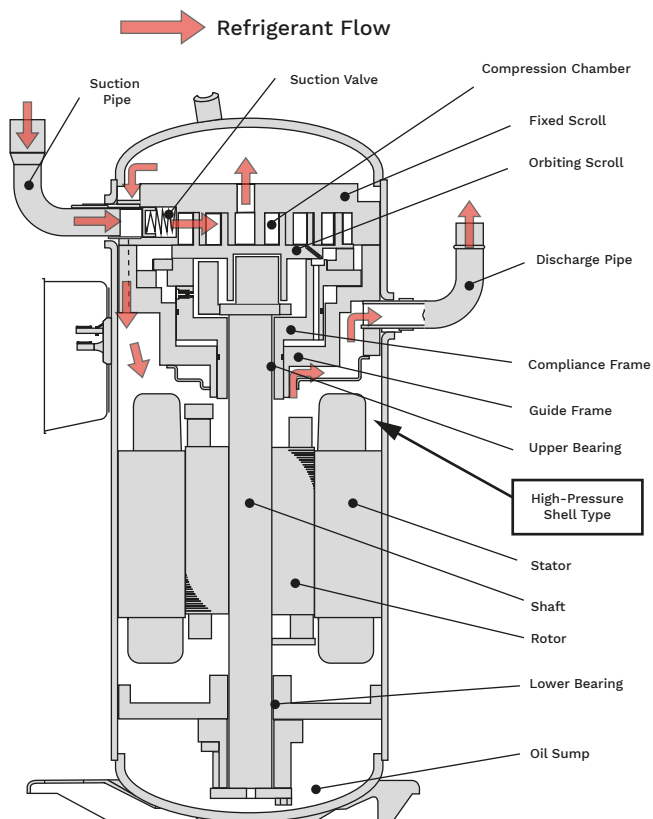 Refrigerant Flow
Suction
Pipe
Suction Valve
Compression Chamber
Fixed Scroll
Orbiting Scroll
Discharge Pipe
Compliance Frame
Guide Frame
Upper Bearing
High-Pressure
Shell Type
Stator
Shaft
Rotor
Lower Bearing
Oil Sump